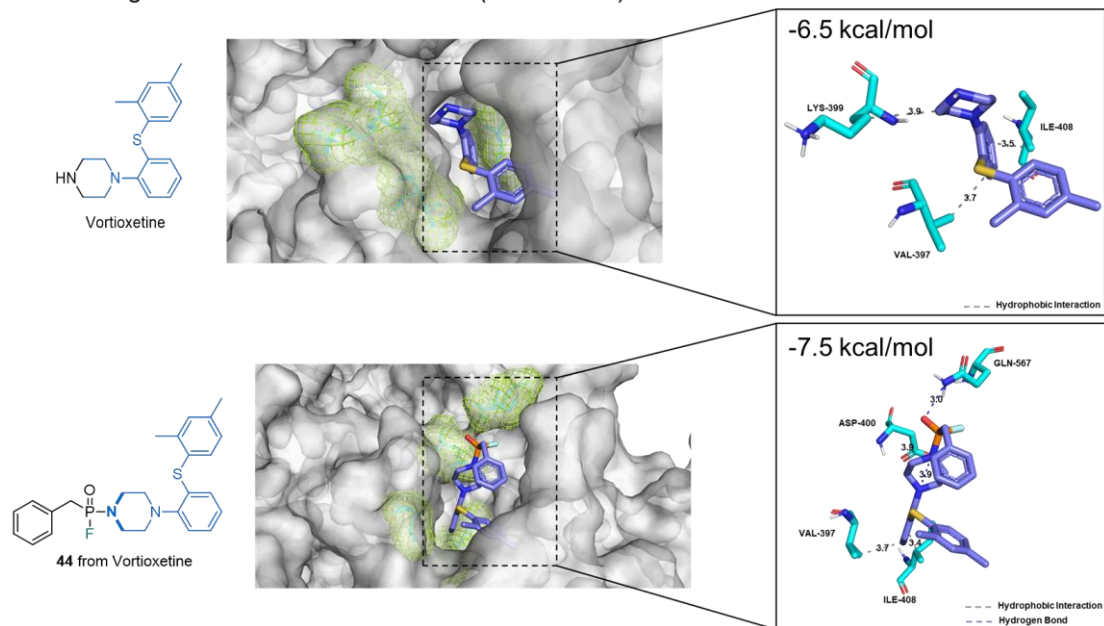 -6.5 kcal/mol
LYS-399
3.9
ILE-408
3.5
3.7
VAL-397
Hydrophobic Interaction
S
HN
N
Vortioxetine
-7.5 kcal/mol
GLN-567
3.0
ASP-400
3.9
3.9
VAL-397
3.7
3.4
ILE-408
Hydrophobic Interaction
Hydrogen Bond
S
O
P
N
N
F
44 from Vortioxetine